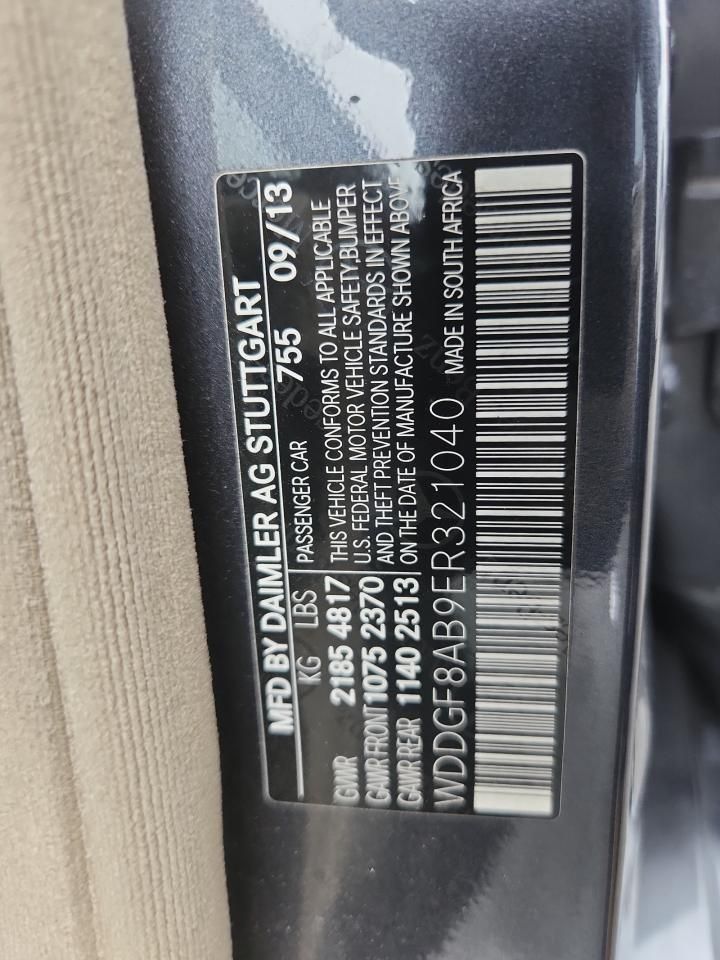 MFD BY DAIMLER AG STUTTGART
KG LBS PASSENGER CAR 755 09/13
GVWR 2185 4817 THIS VEHICLE CONFORMS TO ALL APPLICABLE
GAWR FRONT 1075 2370 U.S. FEDERAL MOTOR VEHICLE SAFETY,BUMPER
GAWR REAR 1140 2513 AND THEFT PREVENTION STANDARDS IN EFFECT
ON THE DATE OF MANUFACTURE SHOWN ABOVE
WDDGF8AB9ER321040 MADE IN SOUTH AFRICA